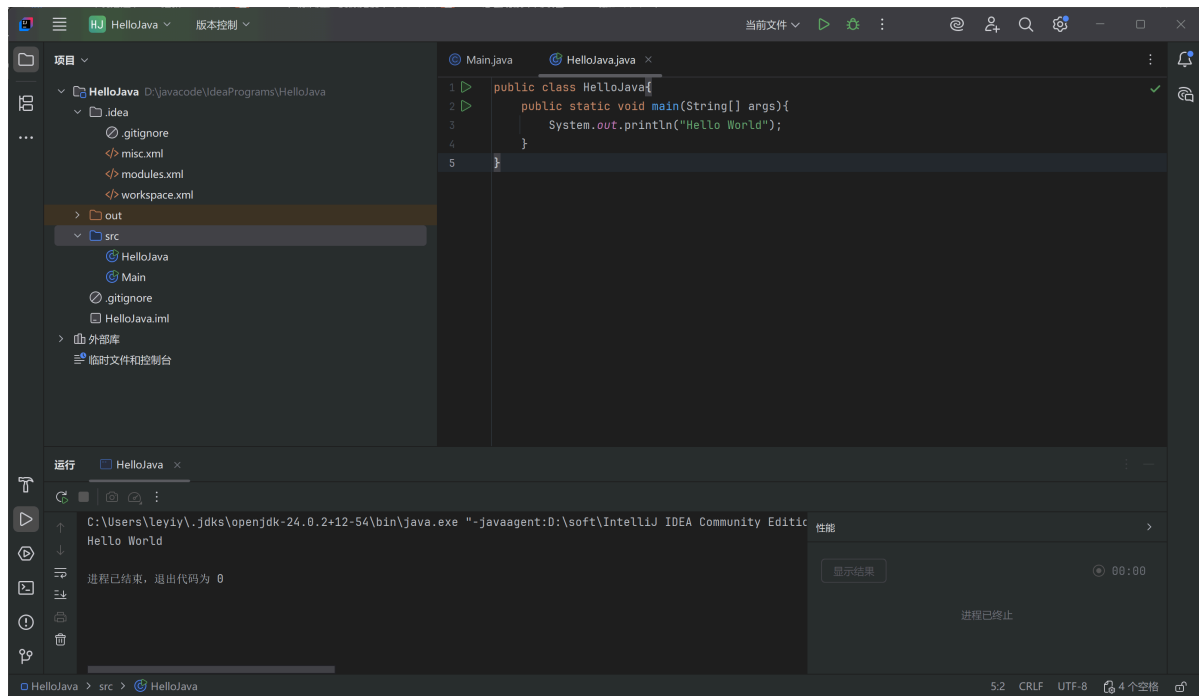 HJ HelloJava 版本控制 当前文件
项目
Main.java HelloJava.java
HelloJava D:\javacode\IdeaPrograms\HelloJava
.idea
.gitignore
misc.xml
modules.xml
workspace.xml
out
src
HelloJava
Main
.gitignore
HelloJava.iml
外部库
临时文件和控制台
1 public class HelloJava{
2 public static void main(String[] args){
3 System.out.println("Hello World");
4 }
5 }
运行 HelloJava
C:\Users\leyiy\.jdks\openjdk-24.0.2+12-54\bin\java.exe "-javaagent:D:\soft\IntelliJ IDEA Community Editic
Hello World
进程已结束，退出代码为 0
性能
显示结果 00:00
进程已终止
HelloJava > src > HelloJava 5:2 CRLF UTF-8 4 个空格